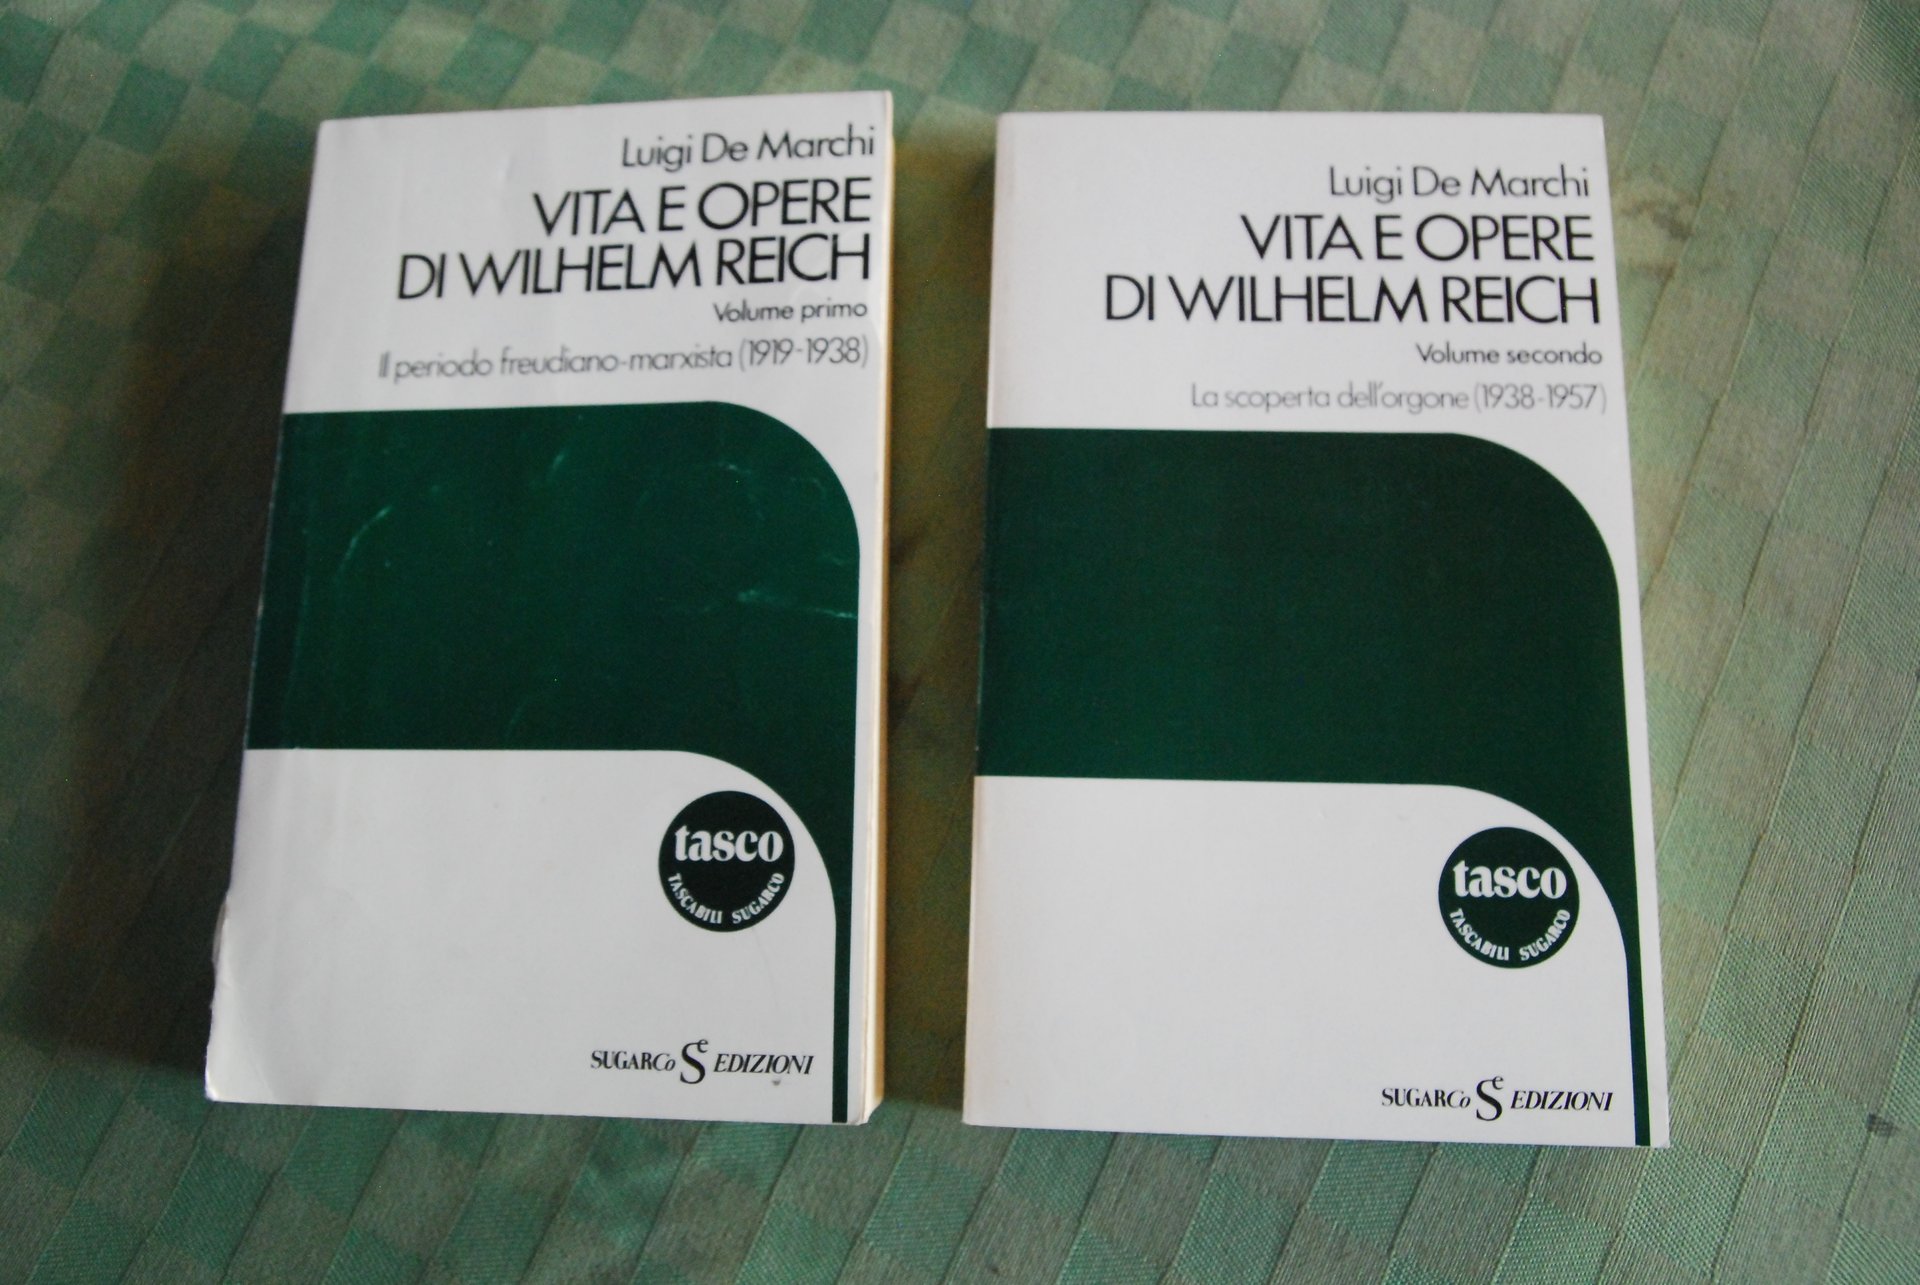 Luigi De Marchi
VITA E OPERE
DI WILHELM REICH
Volume primo
Il periodo freudiano-marxista (1919-1938)
tasco
TASCABILI SUGARCO
SUGARCo Se EDIZIONI
Luigi De Marchi
VITA E OPERE
DI WILHELM REICH
Volume secondo
La scoperta dell'orgone (1938-1957)
tasco
TASCABILI SUGARCO
SUGARCo Se EDIZIONI